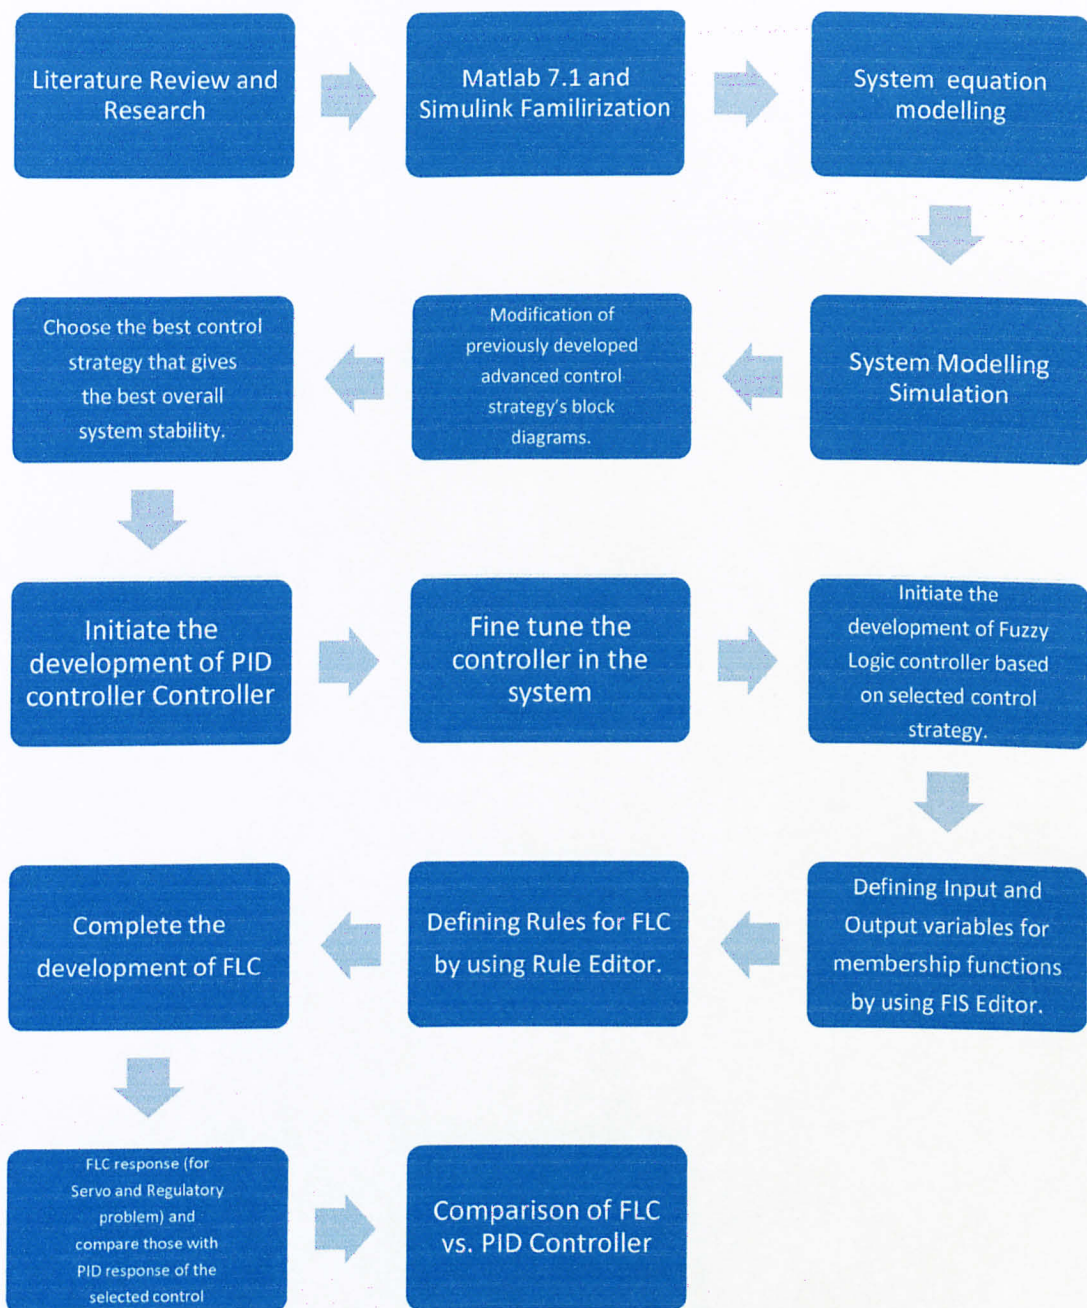 Literature Review and
Research
Matlab 7.1 and
Simulink Familirization
System equation
modelling
System Modelling
Simulation
Modification of
previously developed
advanced control
strategy's block
diagrams.
Choose the best control
strategy that gives
the best overall
system stability.
Initiate the
development of PID
controller Controller
Fine tune the
controller in the
system
Initiate the
development of Fuzzy
Logic controller based
on selected control
strategy.
Defining Input and
Output variables for
membership functions
by using FIS Editor.
Defining Rules for FLC
by using Rule Editor.
Complete the
development of FLC
FLC response (for
Servo and Regulatory
problem) and
compare those with
PID response of the
selected control
Comparison of FLC
vs. PID Controller